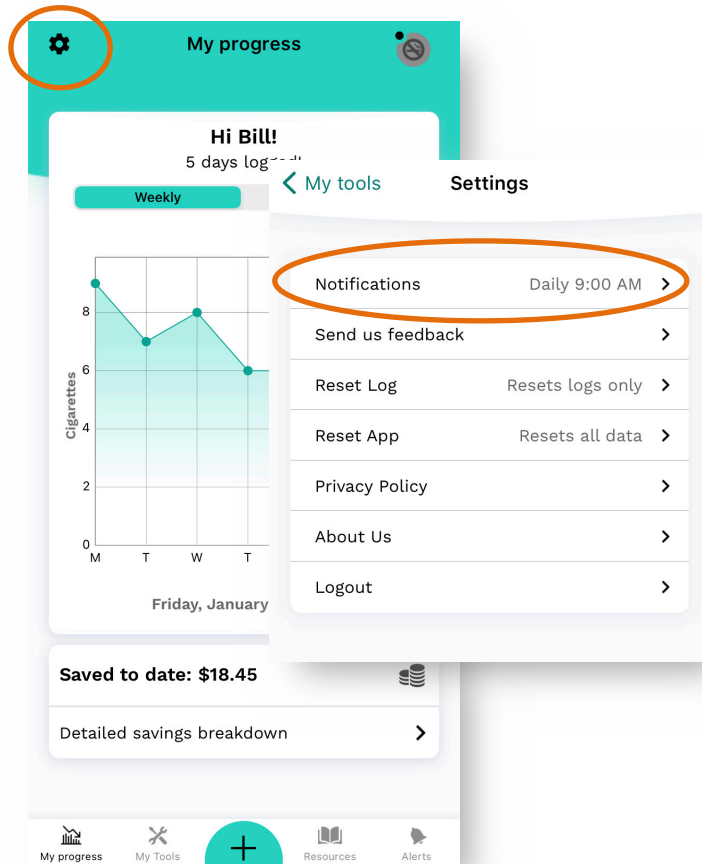 My progress
Hi Bill!
5 days logged!
Weekly
8
6
4
2
0
Cigarettes
M T W T
Friday, January
Saved to date: $18.45
Detailed savings breakdown
My progress My Tools + Resources Alerts
My tools Settings
Notifications Daily 9:00 AM
Send us feedback
Reset Log Resets logs only
Reset App Resets all data
Privacy Policy
About Us
Logout